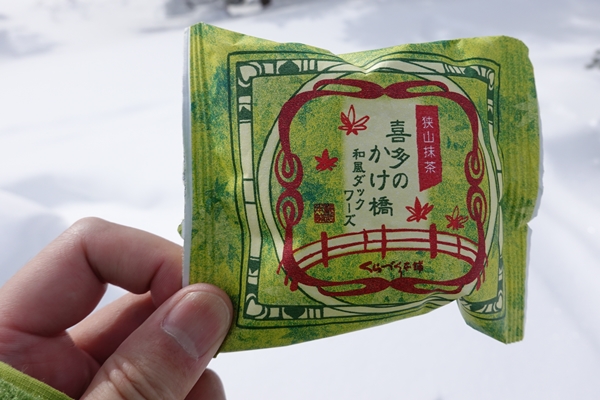 狭山抹茶
喜多の
かけ橋
和風ダック
ワーズ
くらづくり本舗